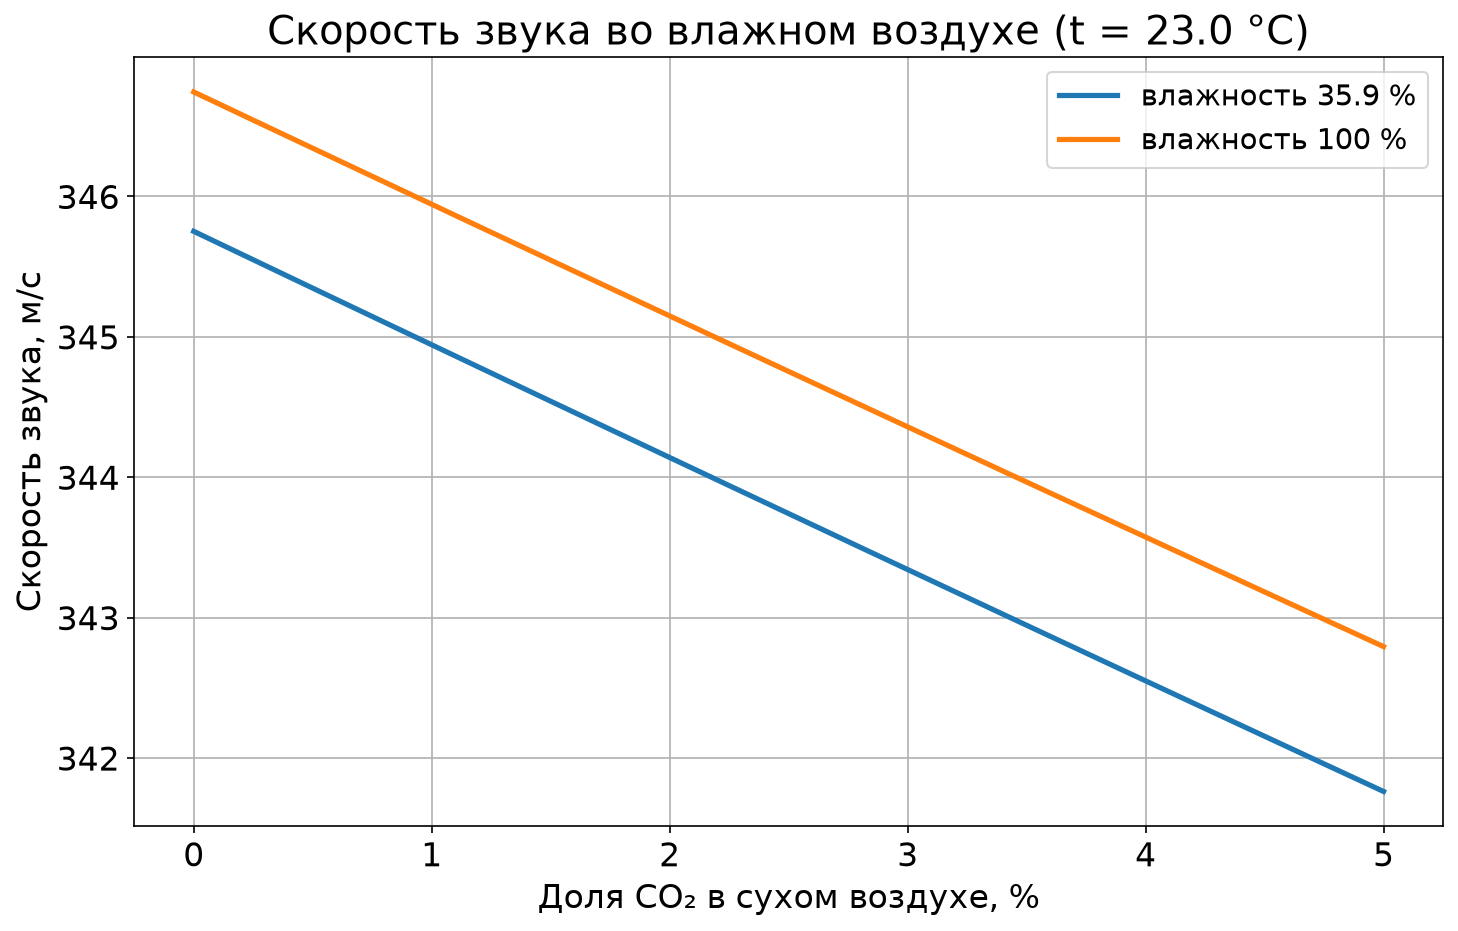 Скорость звука во влажном воздухе (t = 23.0 °C)
влажность 35.9 %
влажность 100 %
Скорость звука, м/с
346
345
344
343
342
0 1 2 3 4 5
Доля CO₂ в сухом воздухе, %